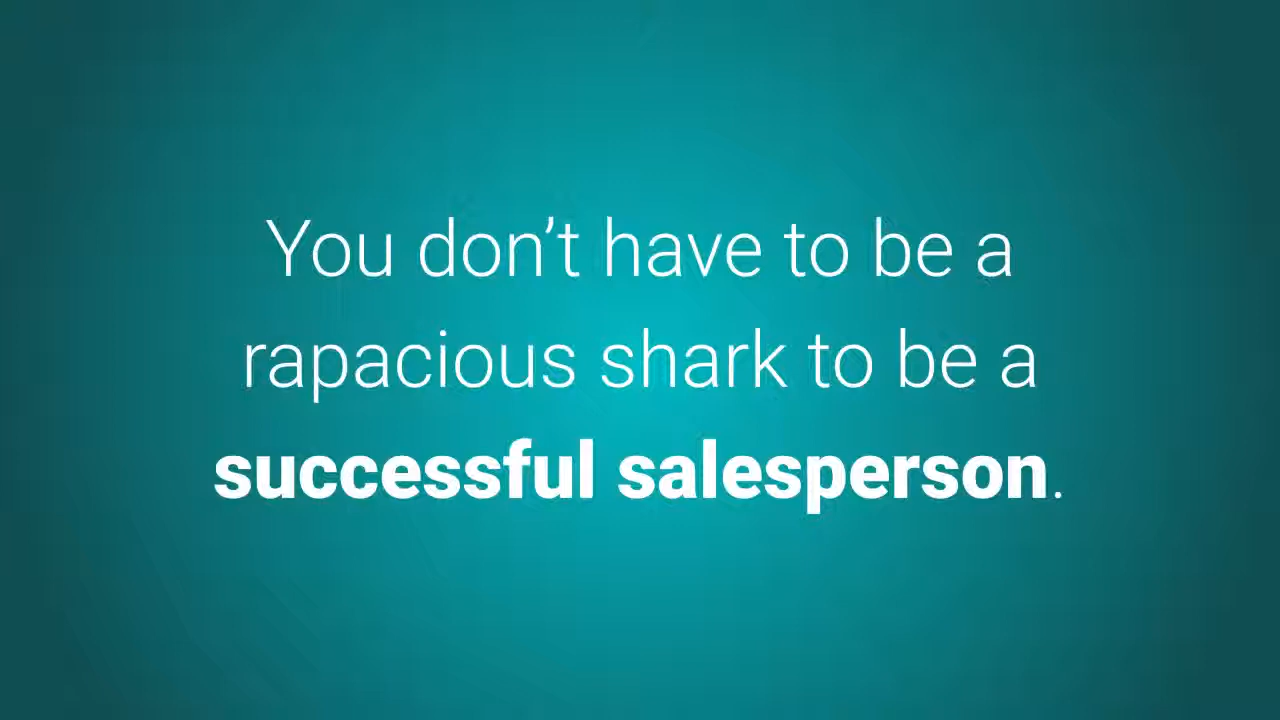 You don’t have to be a
rapacious shark to be a
successful salesperson.